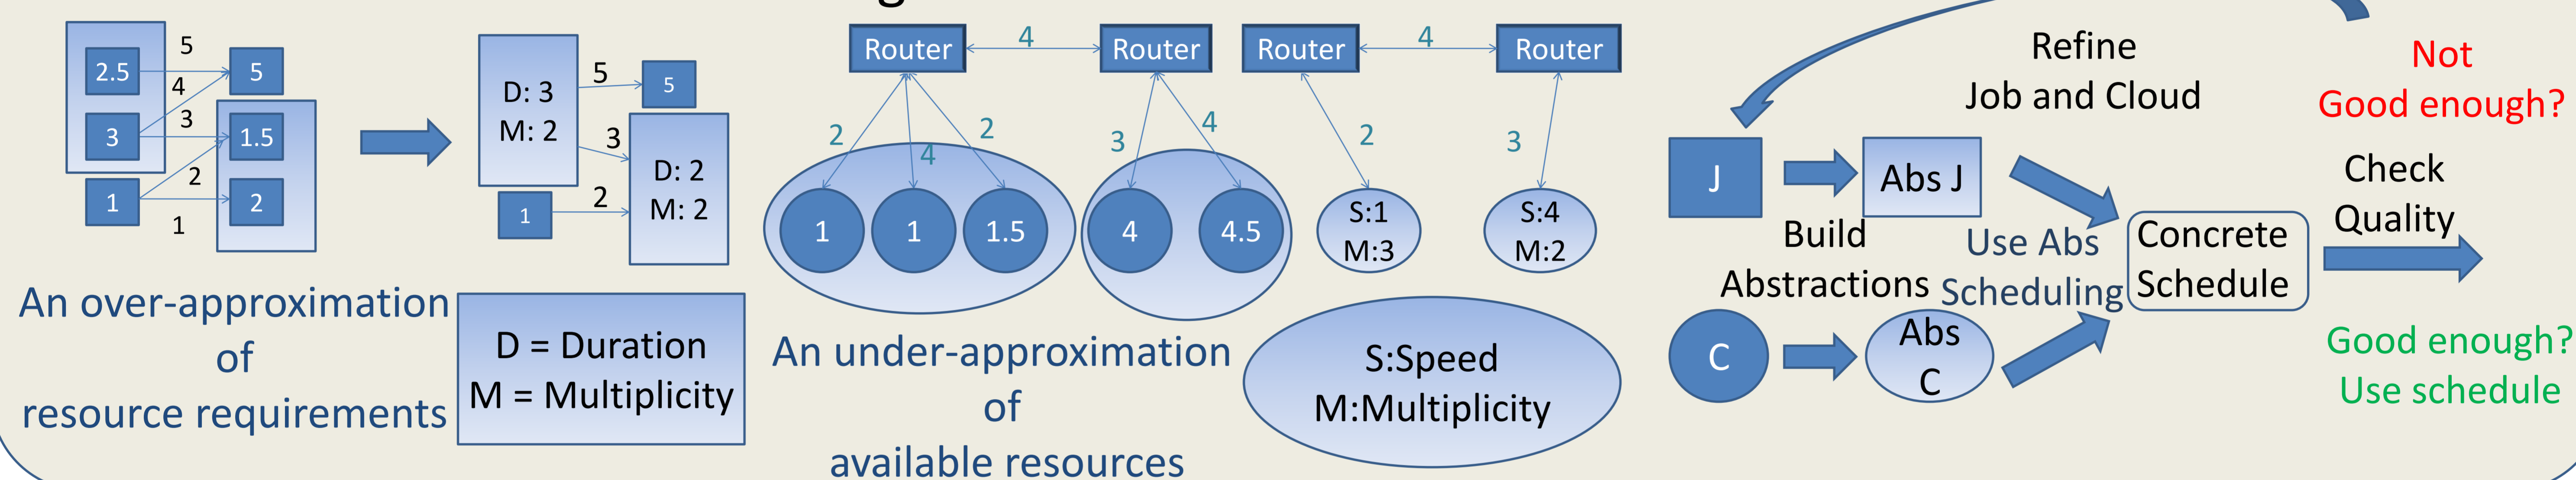 5
2.5
5
4
3
3
1.5
2
1
2
1
An over-approximation
of
resource requirements
D: 3
M: 2
5
5
3
D: 2
M: 2
1
2
D = Duration
M = Multiplicity
Router
4
Router
2
4
2
3
4
1
1
1.5
4
4.5
An under-approximation
of
available resources
Router
4
Router
2
3
S:1
M:3
S:4
M:2
S:Speed
M:Multiplicity
Refine
Job and Cloud
J
Abs J
Build
Abstractions
Use Abs
Scheduling
C
Abs
C
Concrete
Schedule
Not
Good enough?
Check
Quality
Good enough?
Use schedule